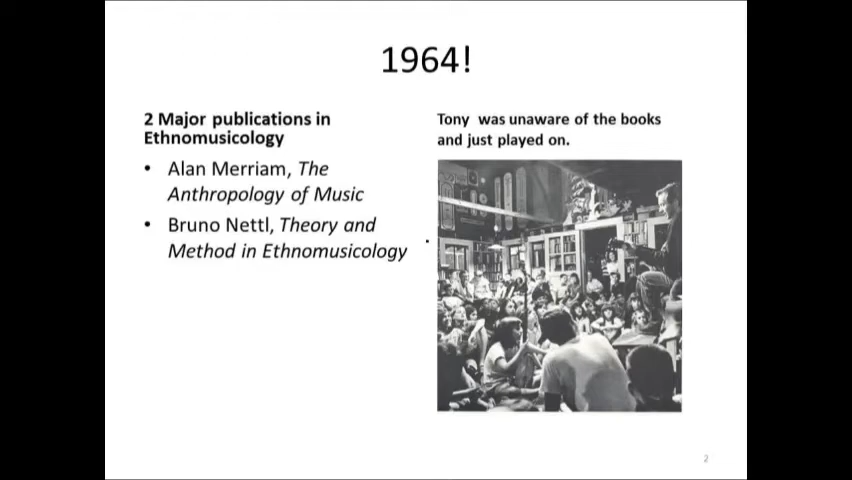 1964!
2 Major publications in
Ethnomusicology
• Alan Merriam, The
Anthropology of Music
• Bruno Nettl, Theory and
Method in Ethnomusicology
Tony was unaware of the books
and just played on.
2